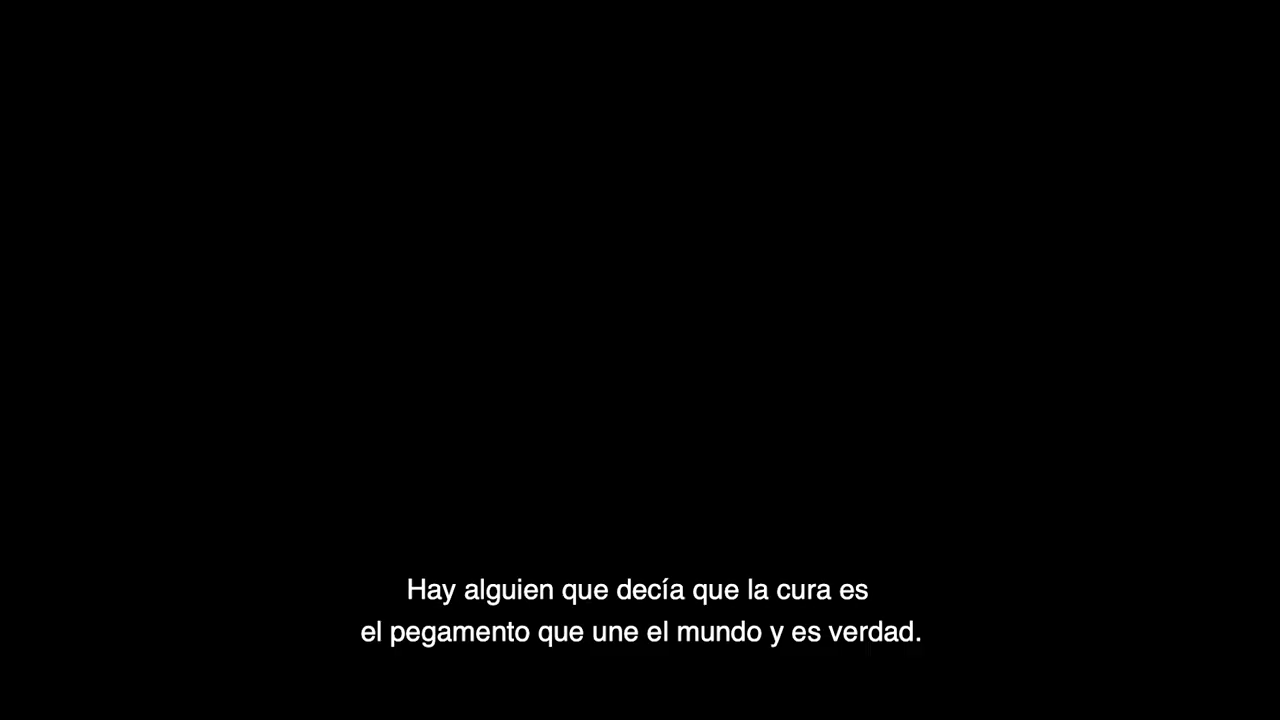 Hay alguien que decía que la cura es
el pegamento que une el mundo y es verdad.